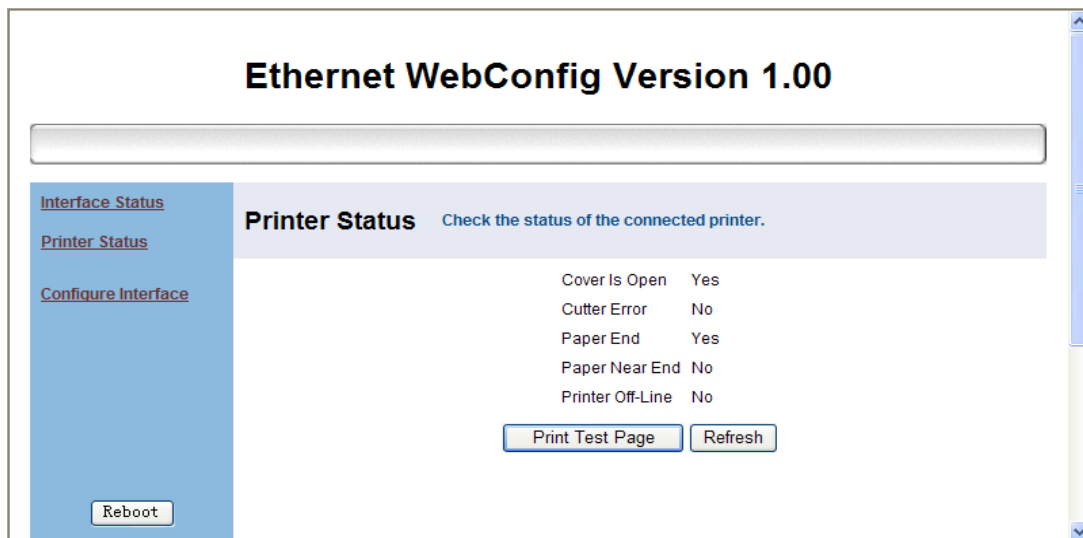 Ethernet WebConfig Version 1.00
Interface Status
Printer Status
Configure Interface
Reboot
Printer Status Check the status of the connected printer.
Cover Is Open Yes
Cutter Error No
Paper End Yes
Paper Near End No
Printer Off-Line No
Print Test Page Refresh